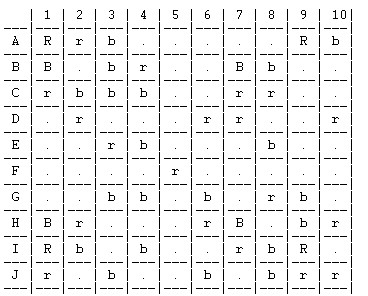 | 1 | 2 | 3 | 4 | 5 | 6 | 7 | 8 | 9 | 10|
A | R | r | b | . | . | . | . | . | R | b |
B | B | . | b | r | . | . | B | b | . | . |
C | r | b | b | b | . | . | r | r | . | . |
D | . | r | . | . | . | r | r | . | . | r |
E | . | . | r | b | . | . | . | b | . | . |
F | . | . | . | . | r | . | . | . | . | . |
G | . | . | b | b | . | b | . | r | b | . |
H | B | r | . | . | . | r | B | . | b | r |
I | R | b | . | b | . | . | r | b | R | . |
J | r | . | b | . | . | b | . | b | r | r |